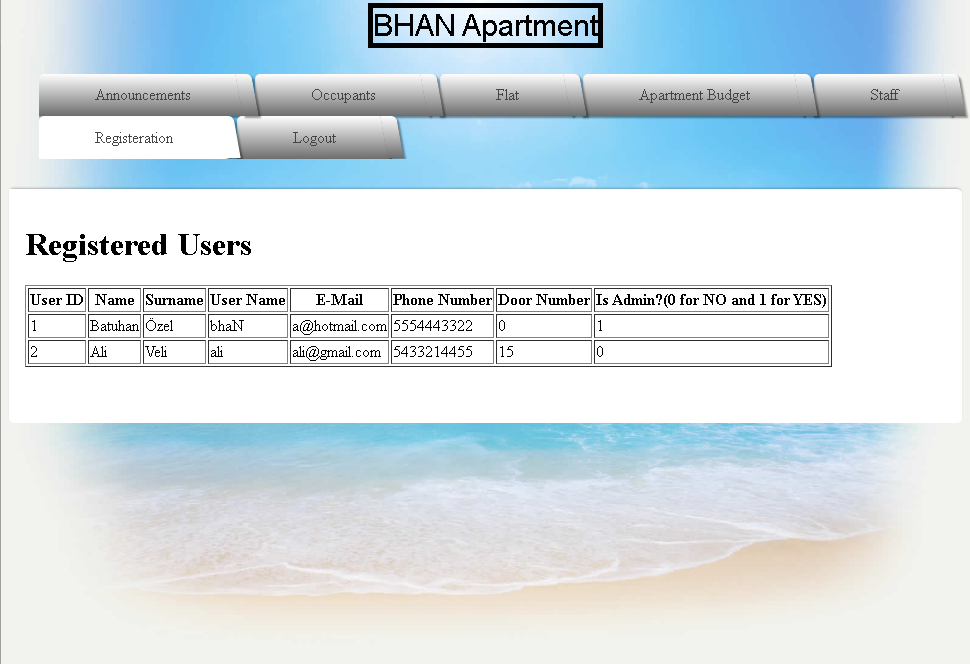 BHAN Apartment
Announcements Occupants Flat Apartment Budget Staff
Registeration Logout
Registered Users
User ID Name Surname User Name E-Mail Phone Number Door Number Is Admin?(0 for NO and 1 for YES)
1 Batuhan Özel bhaN a@hotmail.com 5554443322 0 1
2 Ali Veli ali ali@gmail.com 5433214455 15 0